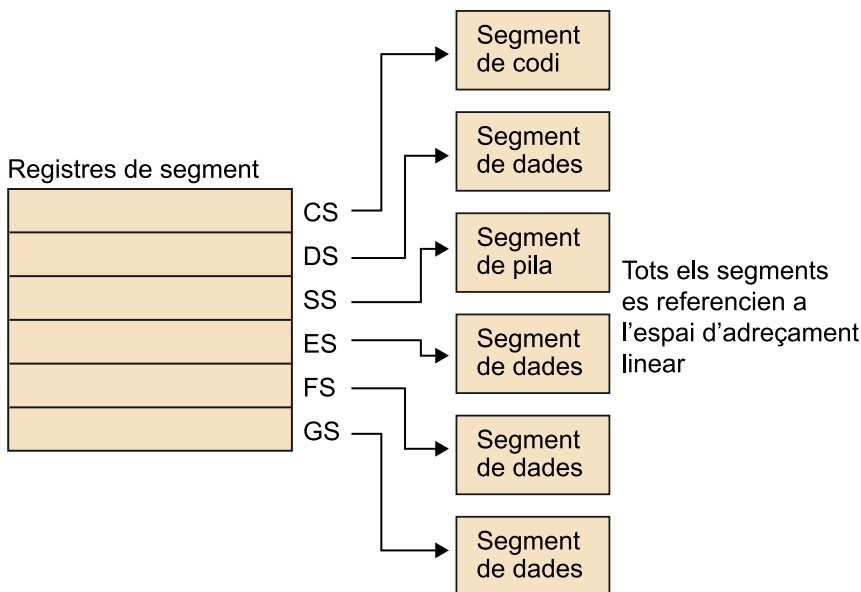 Registres de segment
CS
DS
SS
ES
FS
GS
Segment
de codi
Segment
de dades
Segment
de pila
Segment
de dades
Segment
de dades
Segment
de dades
Tots els segments
es referencien a
l’espai d’adreçament
linear